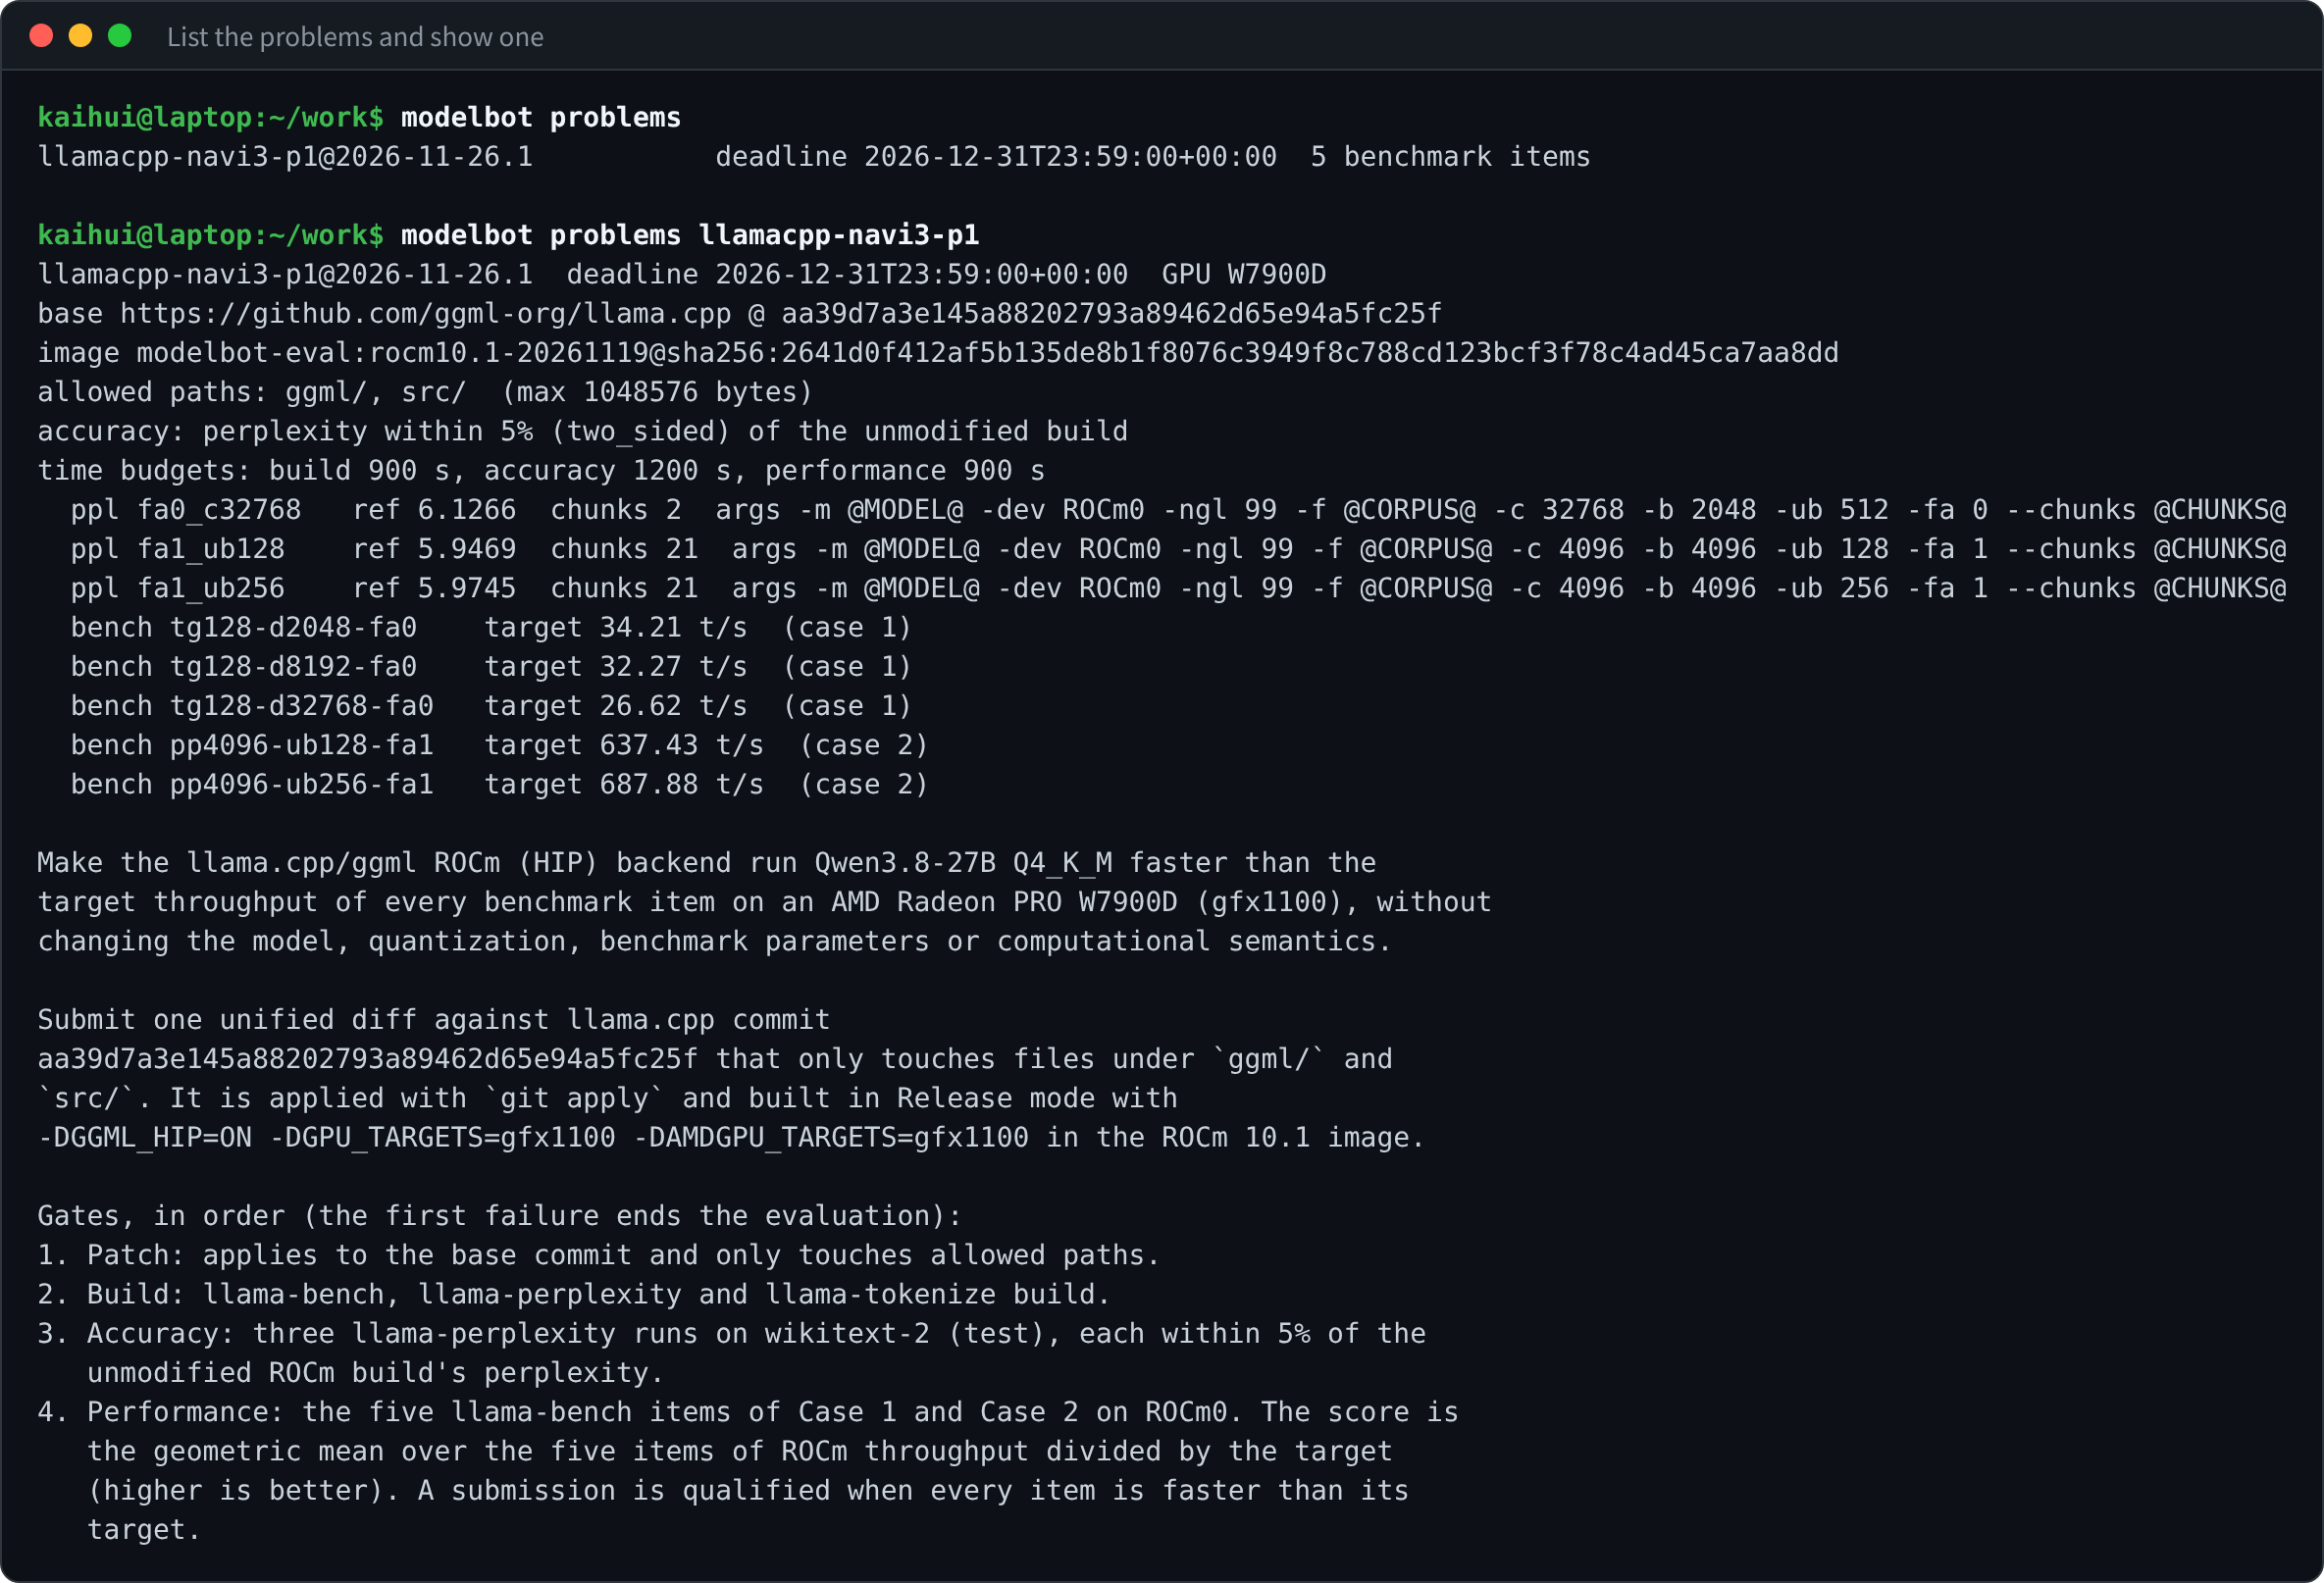 List the problems and show one
kaihui@laptop:~/work$ modelbot problems
llamacpp-navi3-p1@2026-11-26.1           deadline 2026-12-31T23:59:00+00:00  5 benchmark items
kaihui@laptop:~/work$ modelbot problems llamacpp-navi3-p1
llamacpp-navi3-p1@2026-11-26.1  deadline 2026-12-31T23:59:00+00:00  GPU W7900D
base https://github.com/ggml-org/llama.cpp @ aa39d7a3e145a88202793a89462d65e94a5fc25f
image modelbot-eval:rocm10.1-20261119@sha256:2641d0f412af5b135de8b1f8076c3949f8c788cd123bcf3f78c4ad45ca7aa8dd
allowed paths: ggml/, src/  (max 1048576 bytes)
accuracy: perplexity within 5% (two_sided) of the unmodified build
time budgets: build 900 s, accuracy 1200 s, performance 900 s
  ppl fa0_c32768   ref 6.1266  chunks 2  args -m @MODEL@ -dev ROCm0 -ngl 99 -f @CORPUS@ -c 32768 -b 2048 -ub 512 -fa 0 --chunks @CHUNKS@
  ppl fa1_ub128    ref 5.9469  chunks 21  args -m @MODEL@ -dev ROCm0 -ngl 99 -f @CORPUS@ -c 4096 -b 4096 -ub 128 -fa 1 --chunks @CHUNKS@
  ppl fa1_ub256    ref 5.9745  chunks 21  args -m @MODEL@ -dev ROCm0 -ngl 99 -f @CORPUS@ -c 4096 -b 4096 -ub 256 -fa 1 --chunks @CHUNKS@
  bench tg128-d2048-fa0    target 34.21 t/s  (case 1)
  bench tg128-d8192-fa0    target 32.27 t/s  (case 1)
  bench tg128-d32768-fa0   target 26.62 t/s  (case 1)
  bench pp4096-ub128-fa1   target 637.43 t/s  (case 2)
  bench pp4096-ub256-fa1   target 687.88 t/s  (case 2)
Make the llama.cpp/ggml ROCm (HIP) backend run Qwen3.8-27B Q4_K_M faster than the
target throughput of every benchmark item on an AMD Radeon PRO W7900D (gfx1100), without
changing the model, quantization, benchmark parameters or computational semantics.
Submit one unified diff against llama.cpp commit
aa39d7a3e145a88202793a89462d65e94a5fc25f that only touches files under `ggml/` and
`src/`. It is applied with `git apply` and built in Release mode with
-DGGML_HIP=ON -DGPU_TARGETS=gfx1100 -DAMDGPU_TARGETS=gfx1100 in the ROCm 10.1 image.
Gates, in order (the first failure ends the evaluation):
1. Patch: applies to the base commit and only touches allowed paths.
2. Build: llama-bench, llama-perplexity and llama-tokenize build.
3. Accuracy: three llama-perplexity runs on wikitext-2 (test), each within 5% of the
   unmodified ROCm build's perplexity.
4. Performance: the five llama-bench items of Case 1 and Case 2 on ROCm0. The score is
   the geometric mean over the five items of ROCm throughput divided by the target
   (higher is better). A submission is qualified when every item is faster than its
   target.